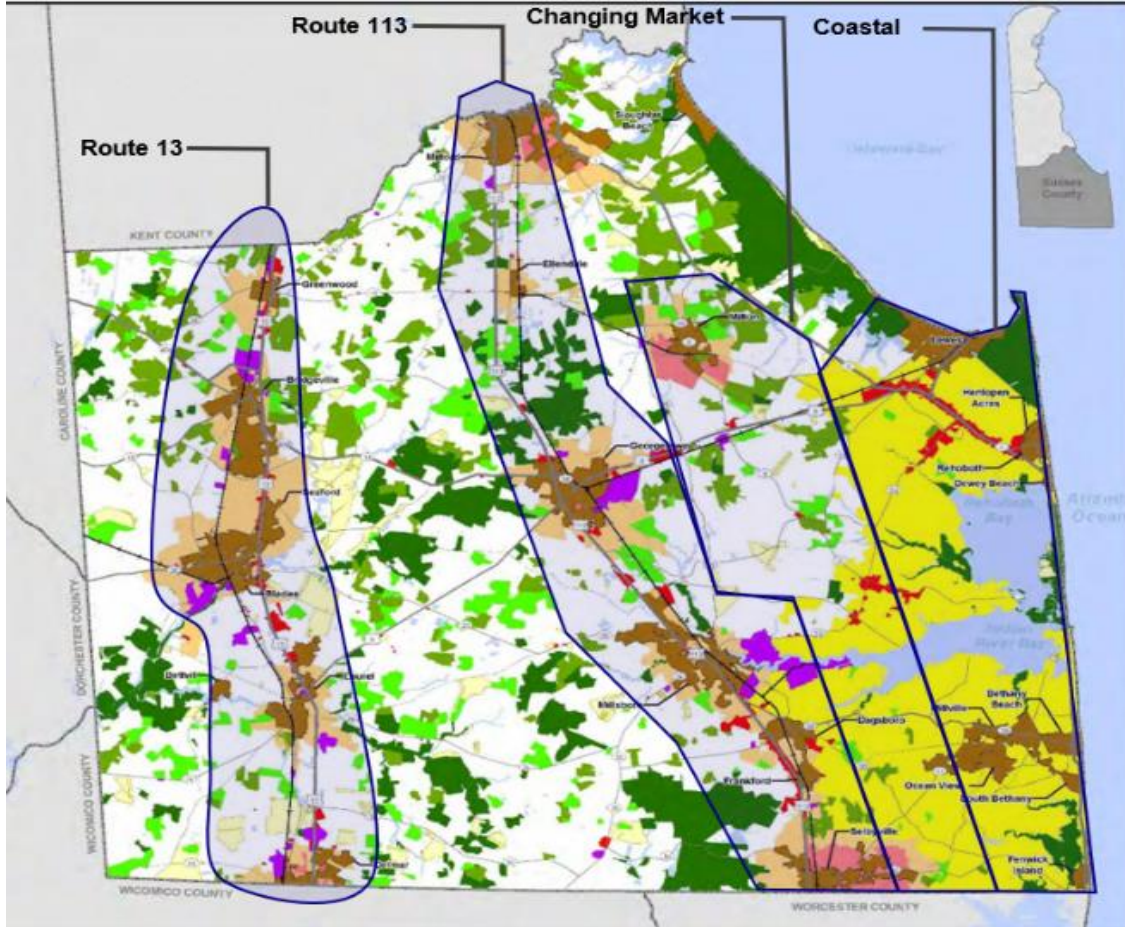 Route 113
Changing Market
Coastal
Route 13
Slaughter
Beach
Delaware Bay
Sussex
County
KENT COUNTY
Milford
Ellendale
Greenwood
Milton
Lewes
Bridgeville
Henlopen
Acres
CAROLINE COUNTY
Georgetown
Rehoboth
Dewey Beach
Rehoboth
Bay
Atlantic
Ocean
Seaford
Blades
DORCHESTER COUNTY
Indian
River Bay
Bethel
Laurel
Millsboro
Dagsboro
Millville
Bethany
Beach
Frankford
Ocean View
South Bethany
WICOMICO COUNTY
Selbyville
Delmar
Fenwick
Island
WICOMICO COUNTY
WORCESTER COUNTY